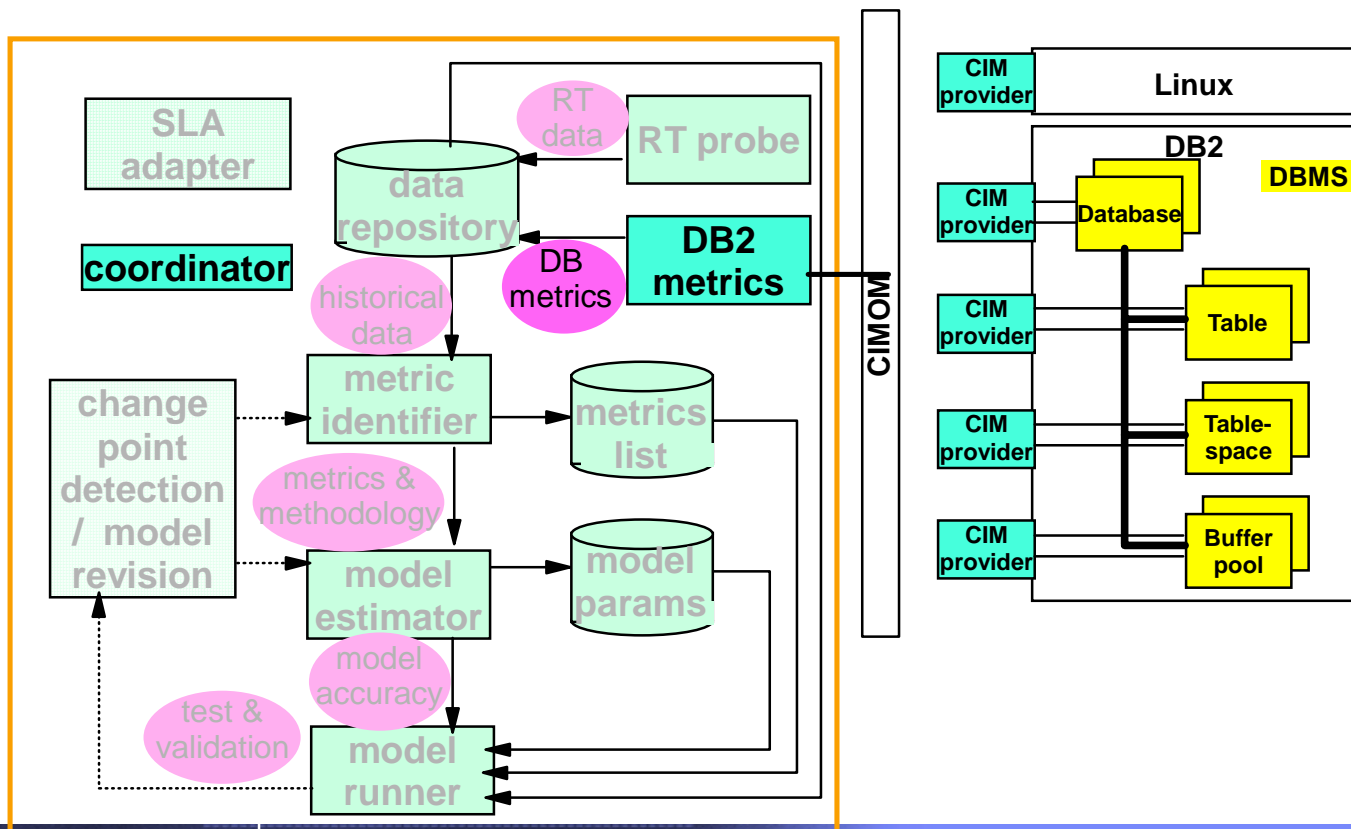 SLA
adapter
RT
data
RT probe
data
repository
coordinator
DB2
metrics
DB
metrics
historical
data
metric
identifier
metrics
list
change
point
detection
/ model
revision
metrics &
methodology
model
estimator
model
params
model
accuracy
test &
validation
model
runner
CIMOM
CIM
provider
Linux
DB2
DBMS
CIM
provider
Database
CIM
provider
Table
CIM
provider
Table-
space
CIM
provider
Buffer
pool